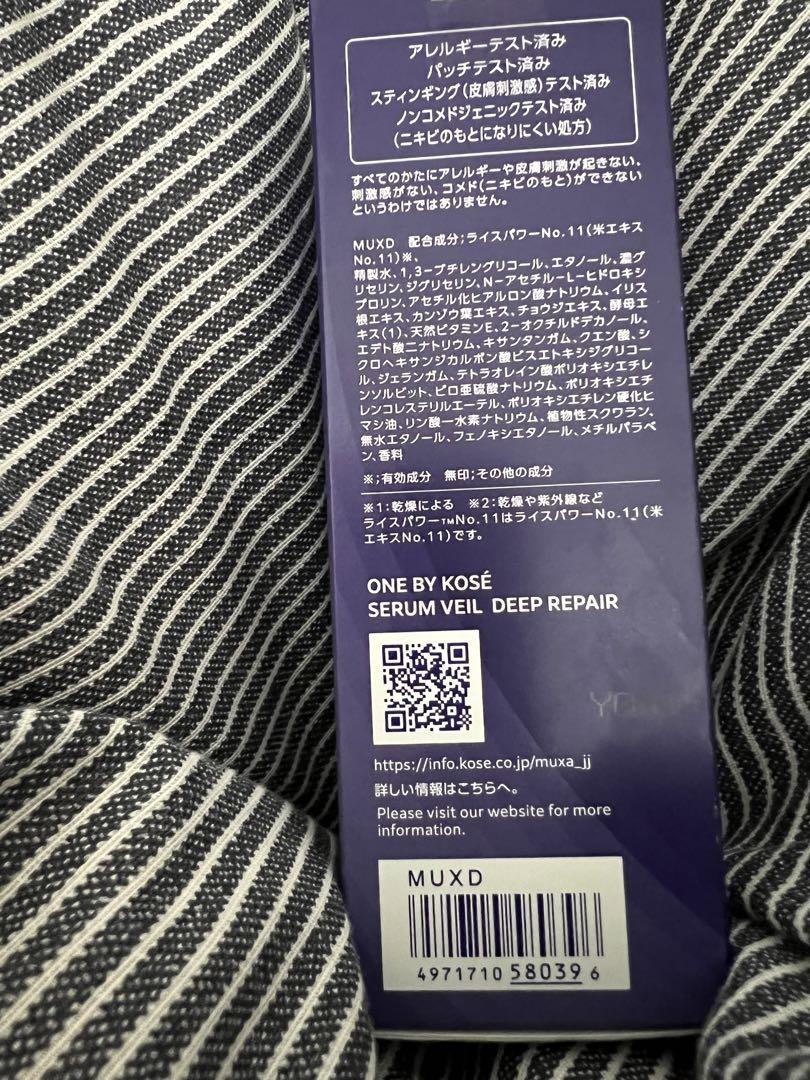 アレルギーテスト済み
パッチテスト済み
スティンギング(皮膚刺激感)テスト済み
ノンコメドジェニックテスト済み
(ニキビのもとになりにくい処方)
すべてのかたにアレルギーや皮膚刺激が起きない、
刺激感がない、コメド(ニキビのもと)ができない
というわけではありません。
MUXD 配合成分;ライスパワーNo.11(米エキス
No.11)※、
精製水、1,3-ブチレングリコール、エタノール、濃グ
リセリン、ジグリセリン、N-アセチル-L-ヒドロキシ
プロリン、アセチル化ヒアルロン酸ナトリウム、イリス
根エキス、カンゾウ葉エキス、チョウジエキス、酵母エ
キス(1)、天然ビタミンE、2-オクチルドデカノール、
エデト酸二ナトリウム、キサンタンガム、クエン酸、シ
クロヘキサンジカルボン酸ビスエトキシジグリコー
ル、ジェランガム、テトラオレイン酸ポリオキシエチレ
ンソルビット、ピロ亜硫酸ナトリウム、ポリオキシエチ
レンコレステリルエーテル、ポリオキシエチレン硬化ヒ
マシ油、リン酸一水素ナトリウム、植物性スクワラン、
無水エタノール、フェノキシエタノール、メチルパラベ
ン、香料
※;有効成分 無印;その他の成分
※1:乾燥による ※2:乾燥や紫外線など
ライスパワー™No.11はライスパワーNo.11(米
エキスNo.11)です。
ONE BY KOSÉ
SERUM VEIL DEEP REPAIR
https://info.kose.co.jp/muxa_jj
詳しい情報はこちらへ。
Please visit our website for more
information.
MUXD
4971710 58039 6